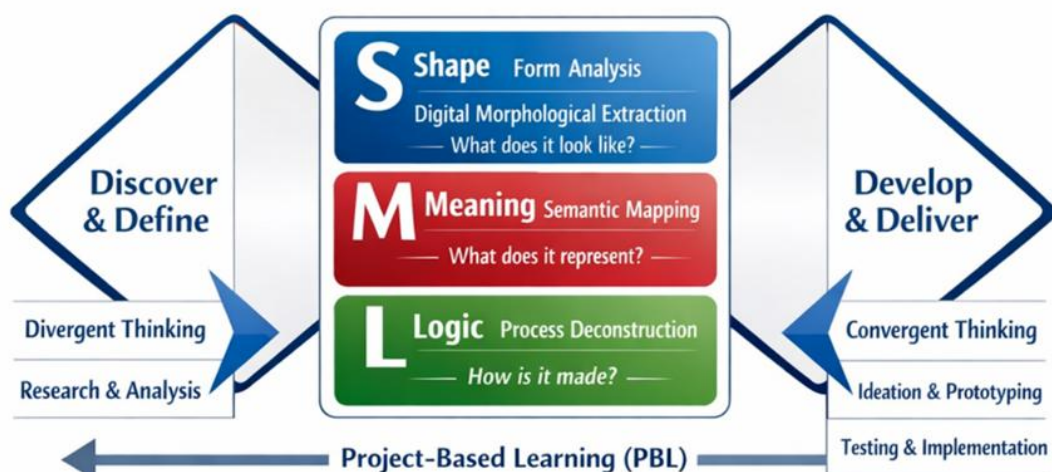 Discover
& Define
Divergent Thinking
Research & Analysis
S Shape Form Analysis
Digital Morphological Extraction
What does it look like?
M Meaning Semantic Mapping
What does it represent?
L Logic Process Deconstruction
How is it made?
Develop
& Deliver
Convergent Thinking
Ideation & Prototyping
Testing & Implementation
Project-Based Learning (PBL)